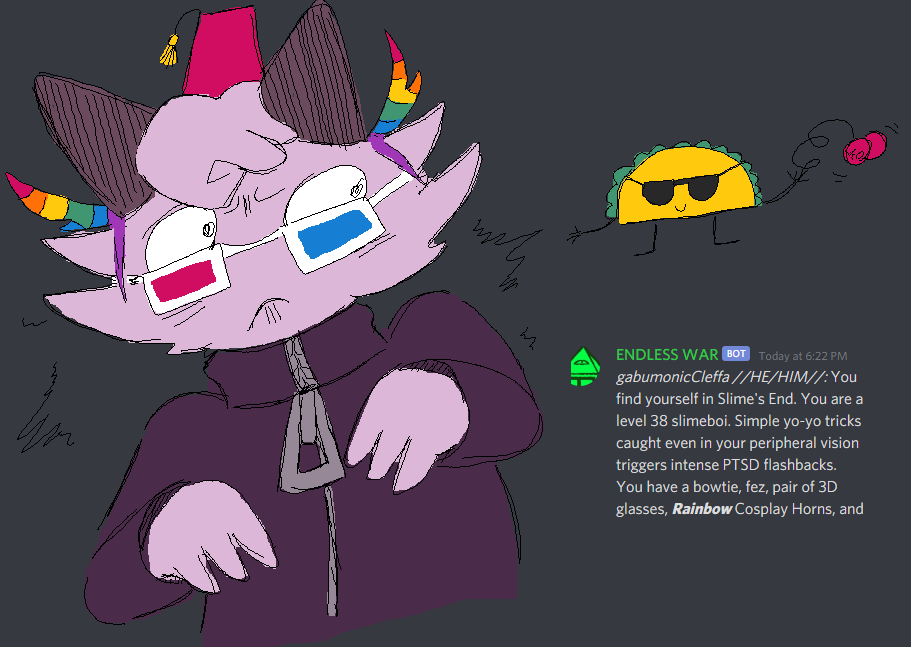 ENDLESS WAR BOT Today at 6:22 PM
gabumonicCleffa //HE/HIM//: You
find yourself in Slime's End. You are a
level 38 slimeboi. Simple yo-yo tricks
caught even in your peripheral vision
triggers intense PTSD flashbacks.
You have a bowtie, fez, pair of 3D
glasses, Rainbow Cosplay Horns, and